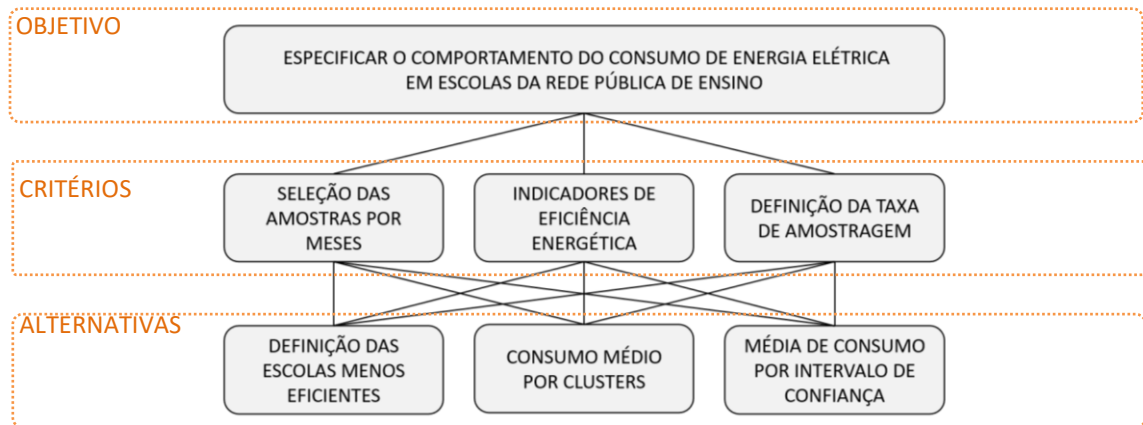 OBJETIVO
ESPECIFICAR O COMPORTAMENTO DO CONSUMO DE ENERGIA ELÉTRICA
EM ESCOLAS DA REDE PÚBLICA DE ENSINO
CRITÉRIOS
SELEÇÃO DAS
AMOSTRAS POR
MESES
INDICADORES DE
EFICIÊNCIA
ENERGÉTICA
DEFINIÇÃO DA TAXA
DE AMOSTRAGEM
ALTERNATIVAS
DEFINIÇÃO DAS
ESCOLAS MENOS
EFICIENTES
CONSUMO MÉDIO
POR CLUSTERS
MÉDIA DE CONSUMO
POR INTERVALO DE
CONFIANÇA